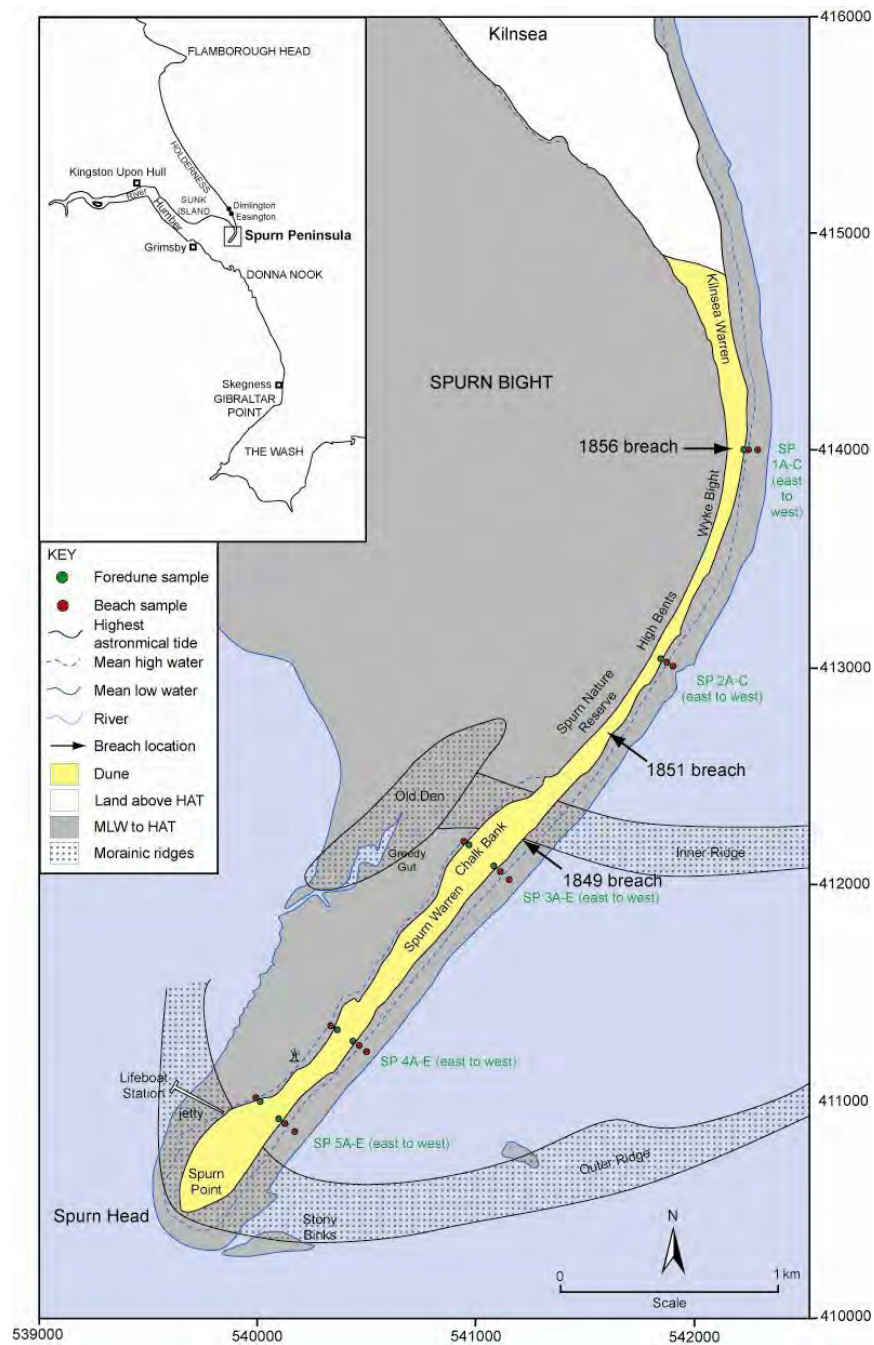 FLAMBOROUGH HEAD
HOLDERNESS
Kingston Upon Hull
River
Humber
SUNK
ISLAND
Dimlington
Easington
Spurn Peninsula
Grimsby
DONNA NOOK
Skegness
GIBRALTAR
POINT
THE WASH
KEY
Foredune sample
Beach sample
Highest
astronmical tide
Mean high water
Mean low water
River
Breach location
Dune
Land above HAT
MLW to HAT
Morainic ridges
Kilnsea
Kilnsea Warren
SPURN BIGHT
1856 breach
SP
1A-C
(east
to
west)
Wyke Bight
High Bents
SP 2A-C
(east to west)
Spurn Nature
Reserve
1851 breach
Old Den
Greedy
Gut
Chalk Bank
Inner Ridge
1849 breach
SP 3A-E (east to west)
Spurn Warren
SP 4A-E (east to west)
Lifeboat
Station
jetty
SP 5A-E (east to west)
Spurn
Point
Spurn Head
Stony
Binks
Outer Ridge
N
0
1 km
Scale
416000
415000
414000
413000
412000
411000
410000
539000
540000
541000
542000